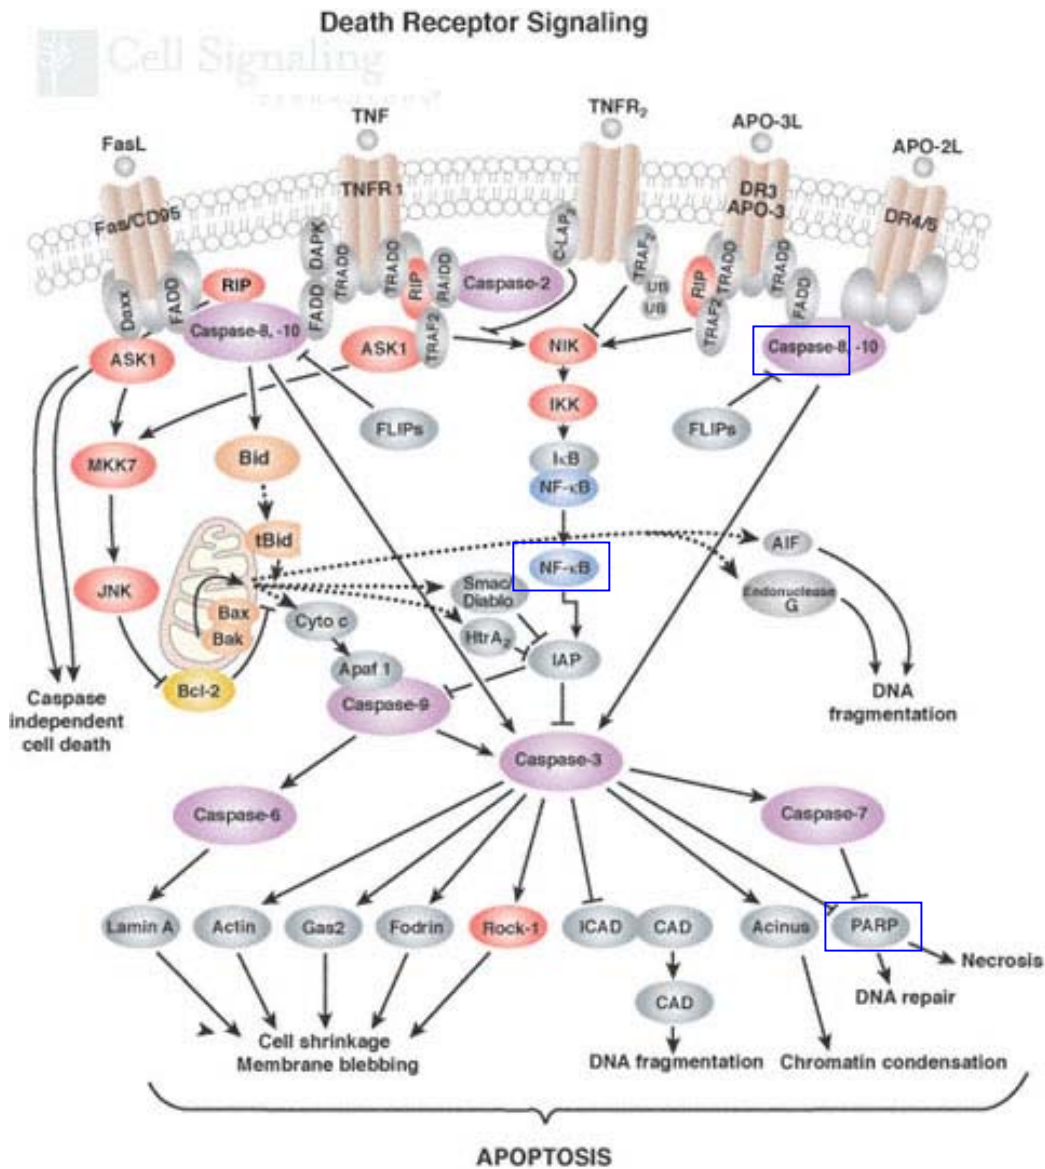 Death Receptor Signaling
Cell Signaling
TNFR₂
TNF
APO-3L
FasL
APO-2L
TNFR 1
DR3
APO-3
Fas/CD95
DR4/5
C-LAP₂
DAPK
TRADD
TRADD
TRAF₂
TRADD
TRADD
RIP
RIP
RAIDD
Caspase-2
UB
UB
RIP
Daxx
FADD
FADD
FADD
Caspase-8, -10
TRAF2
TRAF2
ASK1
ASK1
NIK
Caspase-8, -10
IKK
FLIPs
FLIPs
MKK7
Bid
IκB
NF-κB
tBid
AIF
NF-κB
JNK
Smac/
Diablo
Endonuclease
G
Bax
Bak
Cyto c
HtrA₂
IAP
Apaf 1
Bcl-2
Caspase-9
Caspase
independent
cell death
DNA
fragmentation
Caspase-3
Caspase-6
Caspase-7
Lamin A
Actin
Gas2
Fodrin
Rock-1
ICAD
CAD
Acinus
PARP
Necrosis
DNA repair
CAD
Cell shrinkage
Membrane blebbing
DNA fragmentation
Chromatin condensation
APOPTOSIS